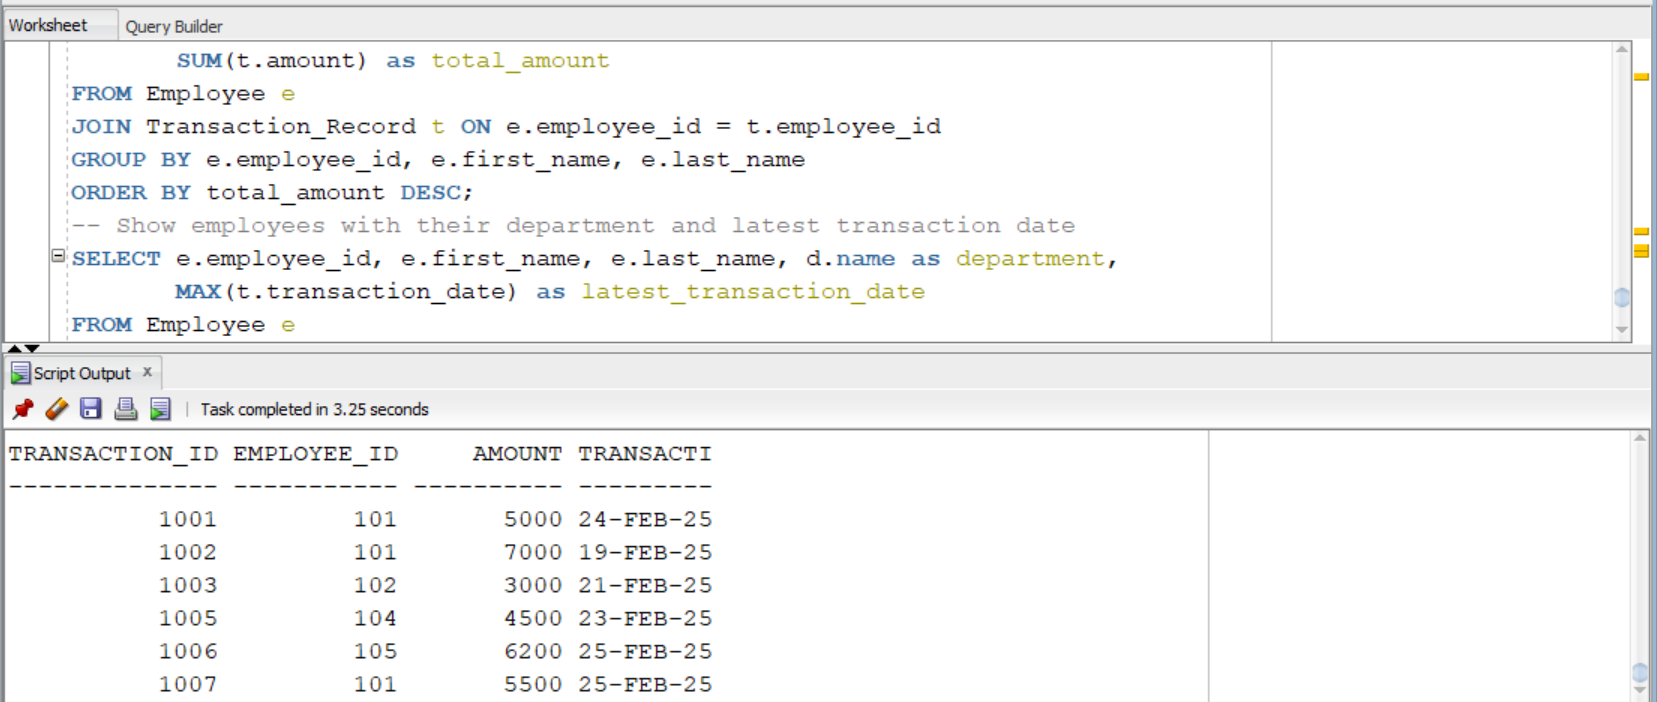 Worksheet Query Builder
SUM(t.amount) as total_amount
FROM Employee e
JOIN Transaction_Record t ON e.employee_id = t.employee_id
GROUP BY e.employee_id, e.first_name, e.last_name
ORDER BY total_amount DESC;
-- Show employees with their department and latest transaction date
SELECT e.employee_id, e.first_name, e.last_name, d.name as department,
MAX(t.transaction_date) as latest_transaction_date
FROM Employee e
Script Output x
Task completed in 3.25 seconds
TRANSACTION_ID EMPLOYEE_ID AMOUNT TRANSACTI
-------------- ----------- ---------- ---------
1001 101 5000 24-FEB-25
1002 101 7000 19-FEB-25
1003 102 3000 21-FEB-25
1005 104 4500 23-FEB-25
1006 105 6200 25-FEB-25
1007 101 5500 25-FEB-25